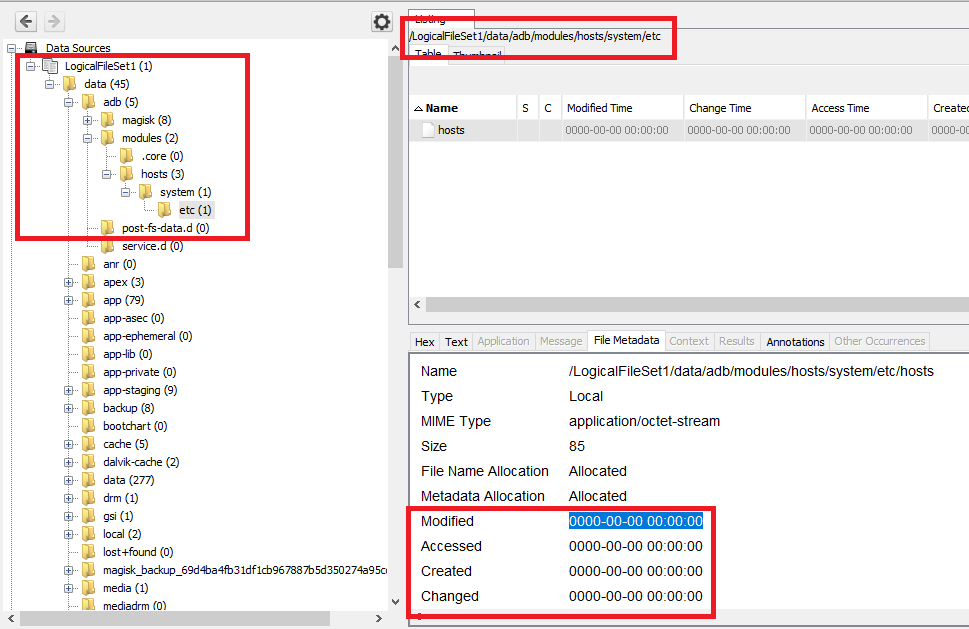 Data Sources
LogicalFileSet1 (1)
data (45)
adb (5)
magisk (8)
modules (2)
.core (0)
hosts (3)
system (1)
etc (1)
post-fs-data.d (0)
service.d (0)
anr (0)
apex (3)
app (79)
app-asec (0)
app-ephemeral (0)
app-lib (0)
app-private (0)
app-staging (9)
backup (8)
bootchart (0)
cache (5)
dalvik-cache (2)
data (277)
drm (1)
gsi (1)
local (2)
lost+found (0)
magisk_backup_69d4ba4fb31df1cb967887b5d350274a95c
media (1)
mediadrm (0)
Listing
/LogicalFileSet1/data/adb/modules/hosts/system/etc
Table Thumbnail
Name S C Modified Time Change Time Access Time Created
hosts 0000-00-00 00:00:00 0000-00-00 00:00:00 0000-00-00 00:00:00 0000-0
Hex Text Application Message File Metadata Context Results Annotations Other Occurrences
Name /LogicalFileSet1/data/adb/modules/hosts/system/etc/hosts
Type Local
MIME Type application/octet-stream
Size 85
File Name Allocation Allocated
Metadata Allocation Allocated
Modified 0000-00-00 00:00:00
Accessed 0000-00-00 00:00:00
Created 0000-00-00 00:00:00
Changed 0000-00-00 00:00:00